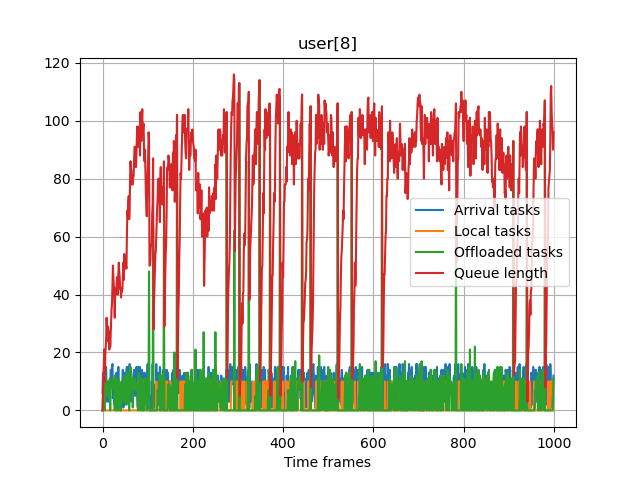 user[8]
120
100
80
60
40
20
0
Arrival tasks
Local tasks
Offloaded tasks
Queue length
0 200 400 600 800 1000
Time frames